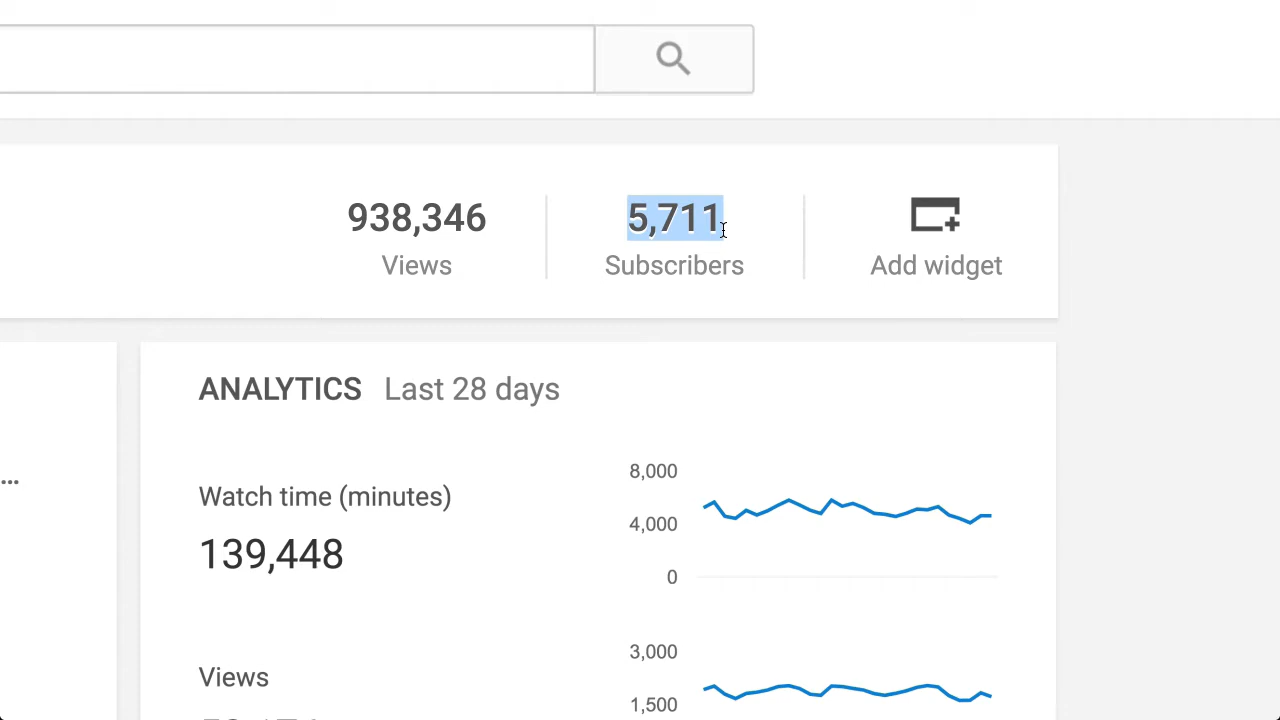 938,346
Views
5,711
Subscribers
Add widget
ANALYTICS Last 28 days
...
Watch time (minutes)
139,448
8,000
4,000
0
Views
3,000
1,500